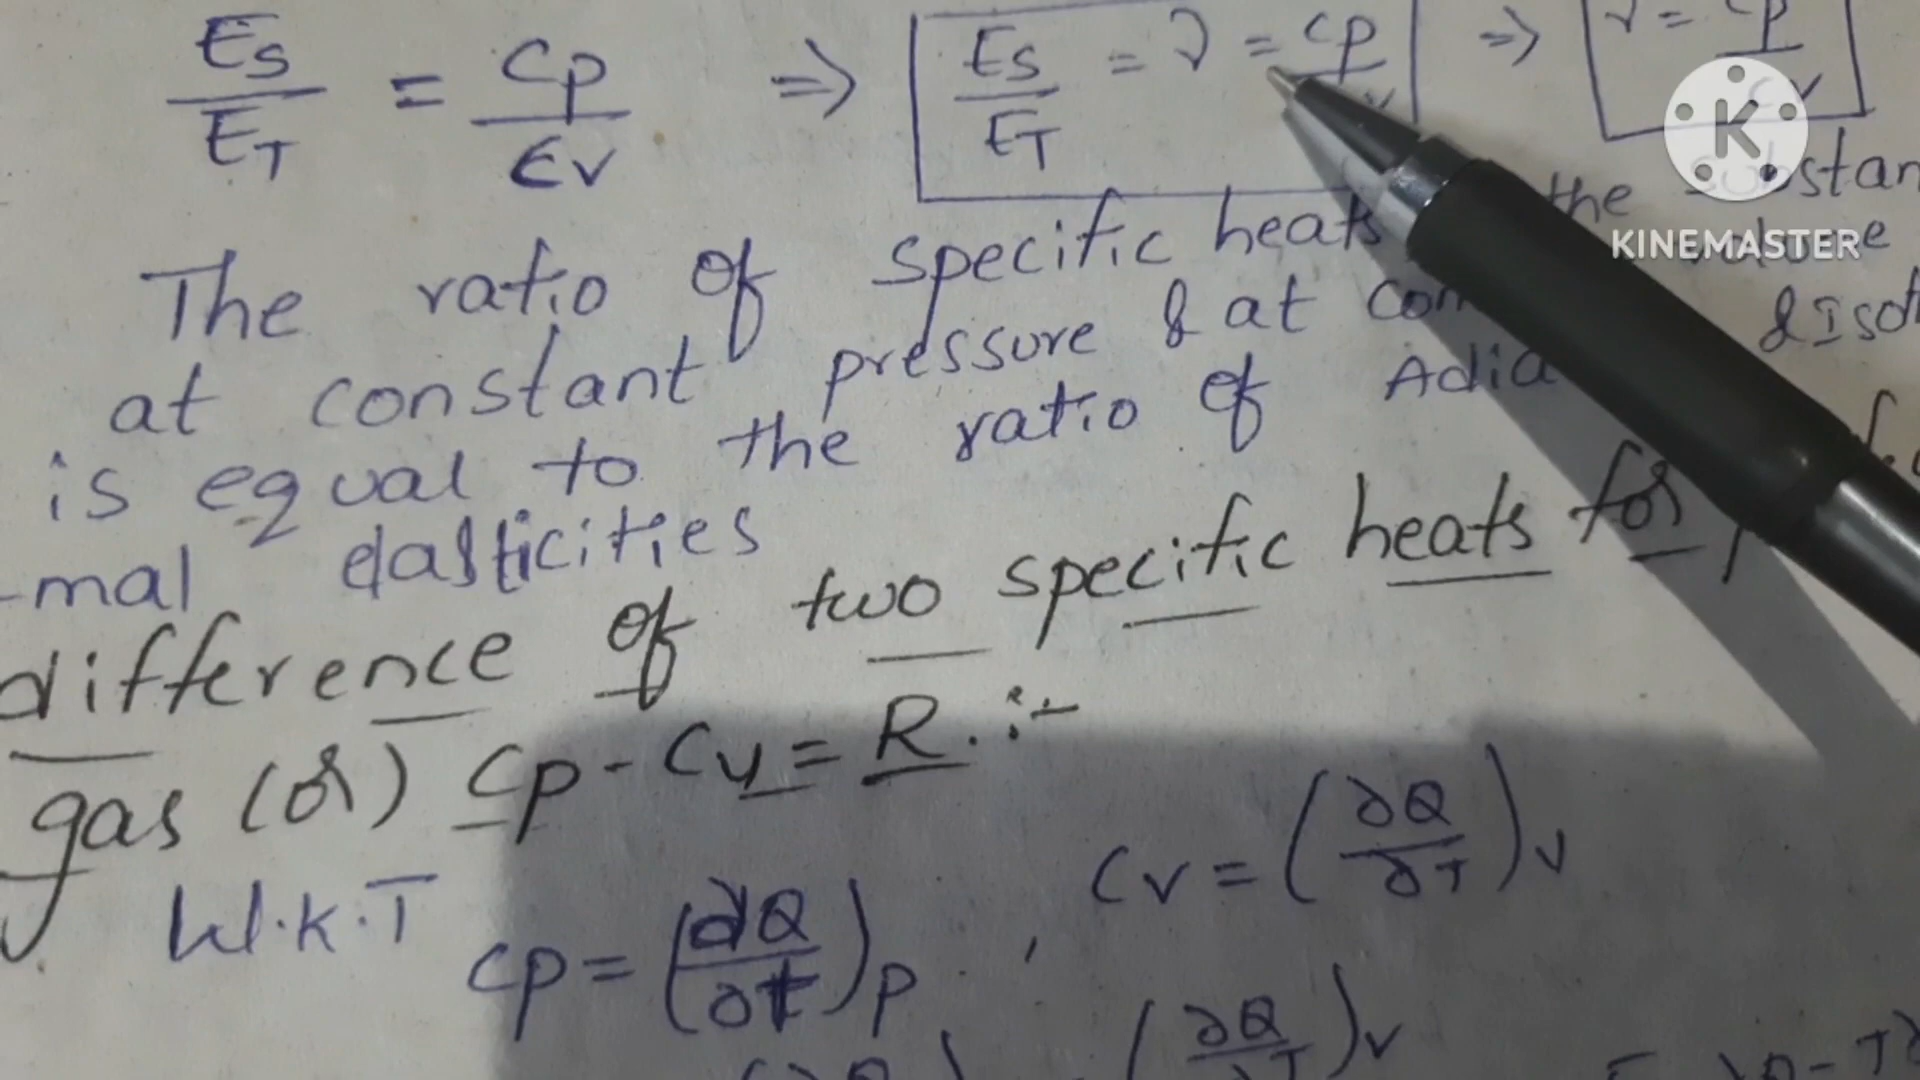 Es/ET = Cp/Cv ⇒ Es/ET = γ = Cp/ ⇒ γ = Cp/Cv
The ratio of specific heats the
at constant pressure & at
is equal to the ratio of &
-mal elasticities
difference of two specific heats for
gas (or) Cp - Cv = R :-
W.K.T Cp = (∂Q/∂t)p ; Cv = (∂Q/∂T)v
(∂Q/∂T)v
KINEMASTER